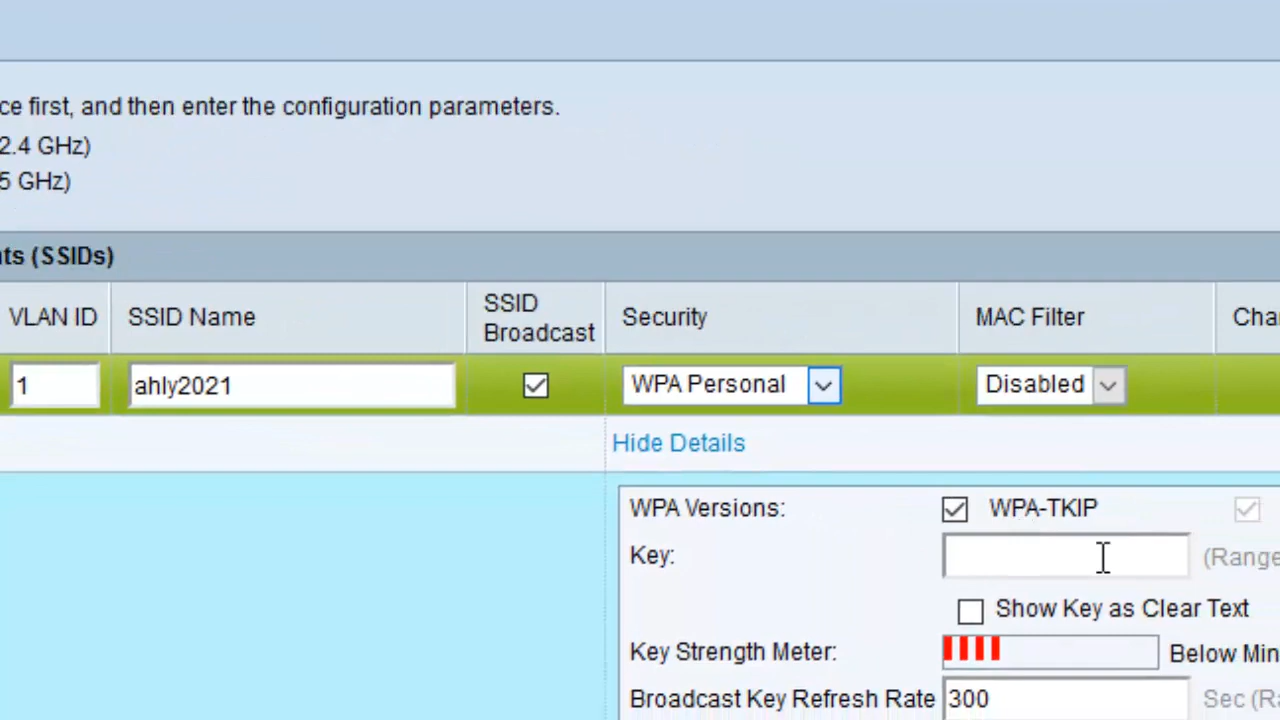 ce first, and then enter the configuration parameters.
2.4 GHz)
5 GHz)
nts (SSIDs)
VLAN ID SSID Name SSID Broadcast Security MAC Filter Cha
1 ahly2021 WPA Personal Disabled
Hide Details
WPA Versions: WPA-TKIP
Key: (Range
Show Key as Clear Text
Key Strength Meter: Below Min
Broadcast Key Refresh Rate 300 Sec (Ra